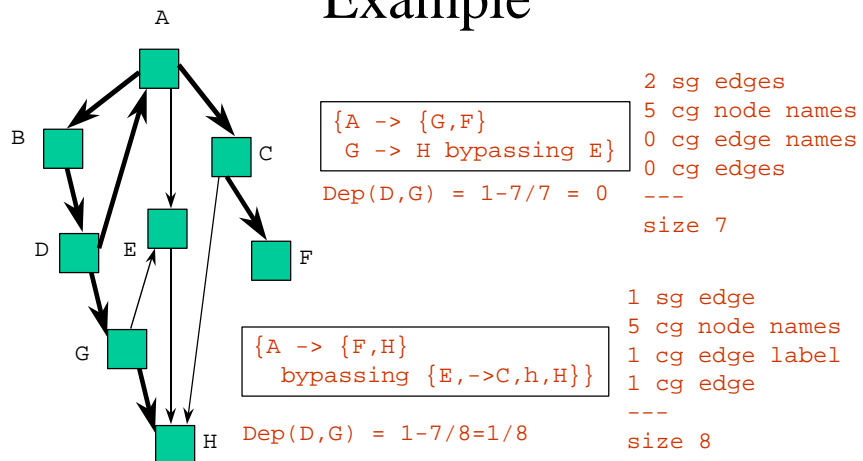 Example
A
B
C
D
E
F
G
H
{A -> {G,F}
G -> H bypassing E}
Dep(D,G) = 1-7/7 = 0
2 sg edges
5 cg node names
0 cg edge names
0 cg edges
---
size 7
{A -> {F,H}
bypassing {E,->C,h,H}}
Dep(D,G) = 1-7/8=1/8
1 sg edge
5 cg node names
1 cg edge label
1 cg edge
---
size 8